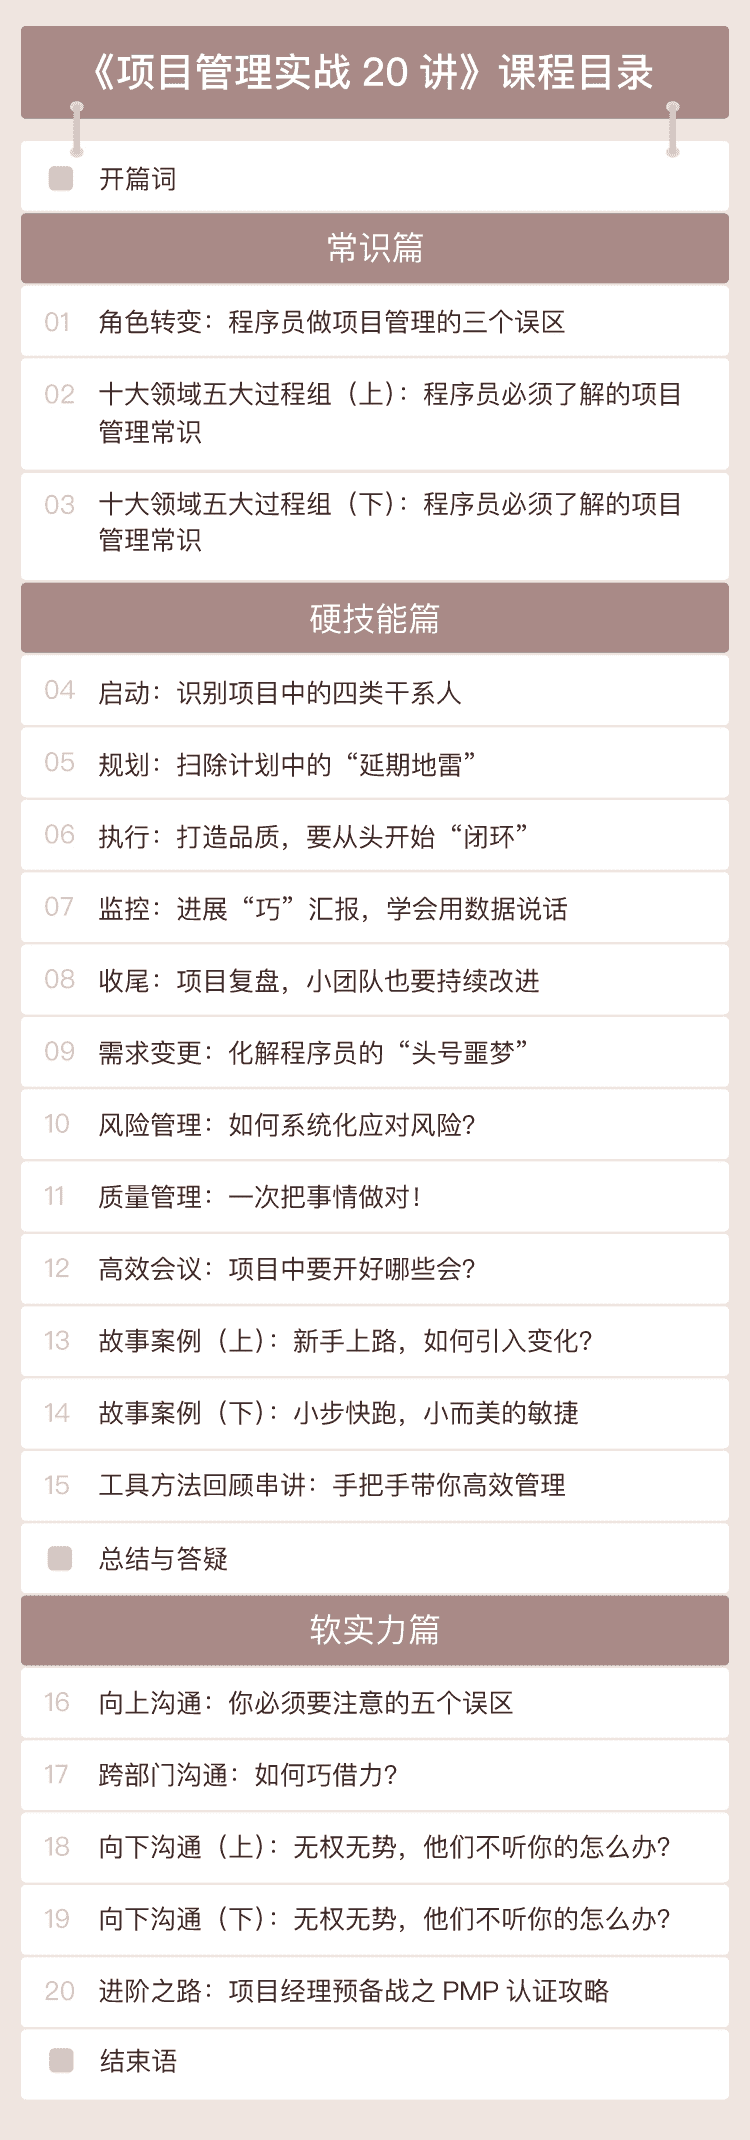 《项目管理实战 20 讲》课程目录
开篇词
常识篇
01 角色转变：程序员做项目管理的三个误区
02 十大领域五大过程组（上）：程序员必须了解的项目
管理常识
03 十大领域五大过程组（下）：程序员必须了解的项目
管理常识
硬技能篇
04 启动：识别项目中的四类干系人
05 规划：扫除计划中的“延期地雷”
06 执行：打造品质，要从头开始“闭环”
07 监控：进展“巧”汇报，学会用数据说话
08 收尾：项目复盘，小团队也要持续改进
09 需求变更：化解程序员的“头号噩梦”
10 风险管理：如何系统化应对风险？
11 质量管理：一次把事情做对！
12 高效会议：项目中要开好哪些会？
13 故事案例（上）：新手上路，如何引入变化？
14 故事案例（下）：小步快跑，小而美的敏捷
15 工具方法回顾串讲：手把手带你高效管理
总结与答疑
软实力篇
16 向上沟通：你必须要注意的五个误区
17 跨部门沟通：如何巧借力？
18 向下沟通（上）：无权无势，他们不听你的怎么办？
19 向下沟通（下）：无权无势，他们不听你的怎么办？
20 进阶之路：项目经理预备战之 PMP 认证攻略
结束语